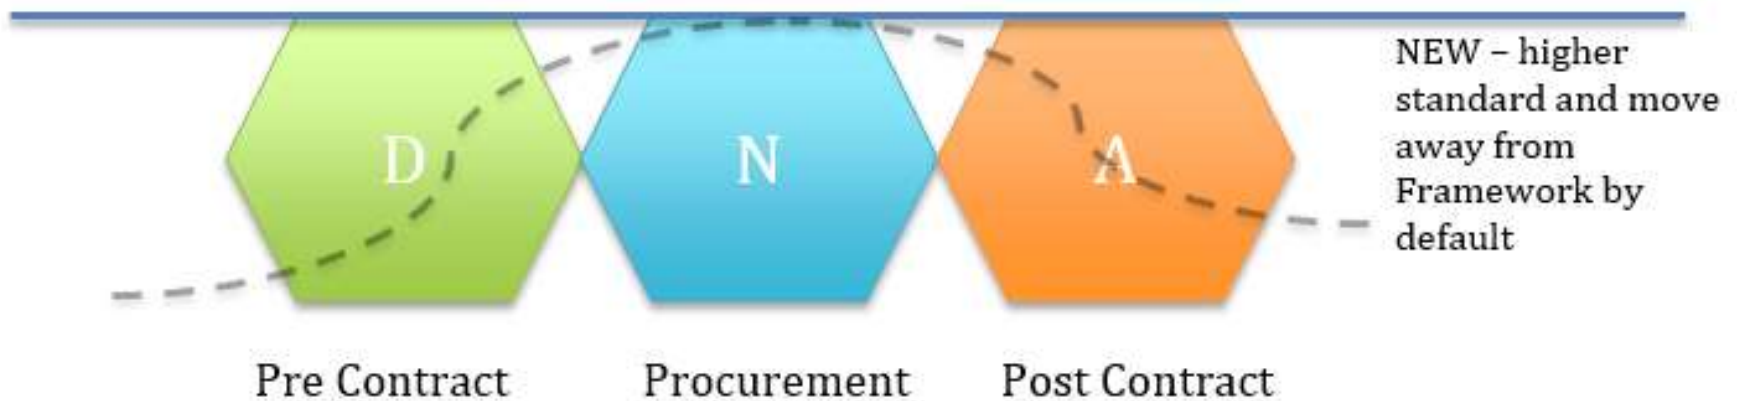 D
N
A
NEW – higher
standard and move
away from
Framework by
default
Pre Contract
Procurement
Post Contract